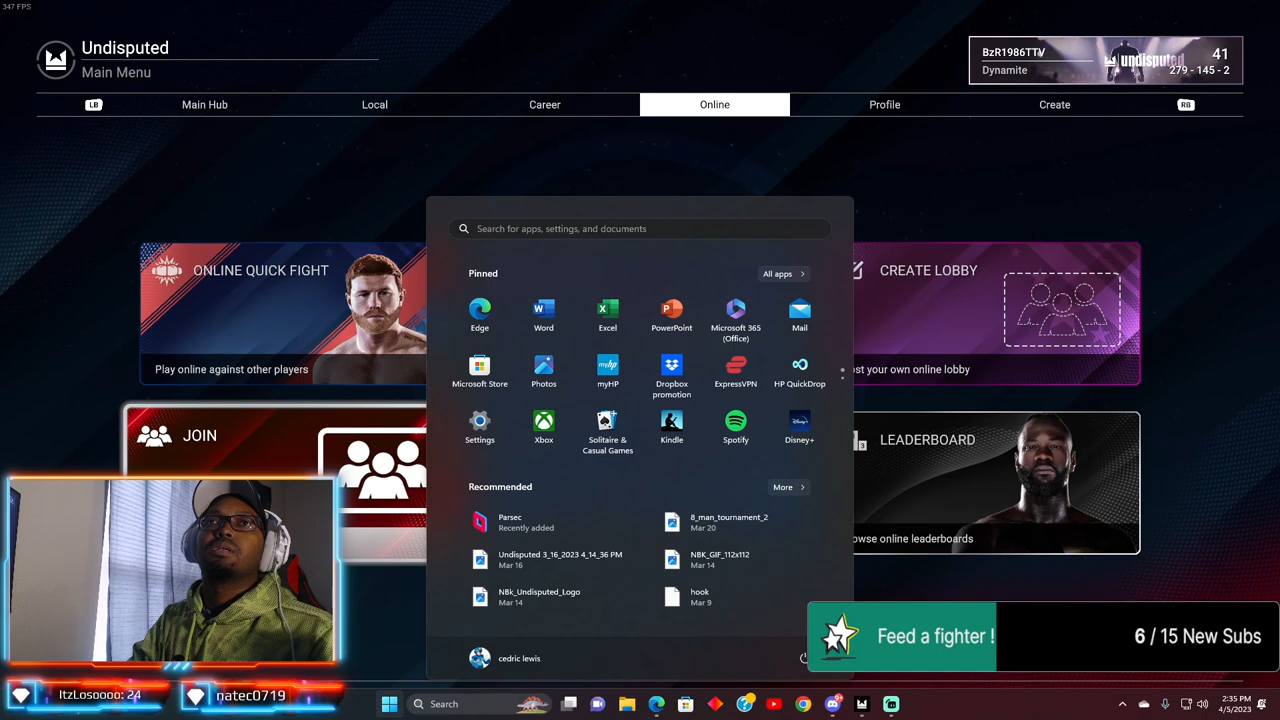 347 FPS
Undisputed
Main Menu
BzR1986TTV
Dynamite
undisputed
41
279 - 145 - 2
LB
Main Hub
Local
Career
Online
Profile
Create
RB
ONLINE QUICK FIGHT
Play online against other players
CREATE LOBBY
ost your own online lobby
JOIN
LEADERBOARD
owse online leaderboards
Search for apps, settings, and documents
Pinned
All apps
Edge
Word
Excel
PowerPoint
Microsoft 365
(Office)
Mail
Microsoft Store
Photos
myHP
Dropbox
promotion
ExpressVPN
HP QuickDrop
Settings
Xbox
Solitaire &
Casual Games
Kindle
Spotify
Disney+
Recommended
More
Parsec
Recently added
8_man_tournament_2
Mar 20
Undisputed 3_16_2023 4_14_36 PM
Mar 16
NBK_GIF_112x112
Mar 14
NBk_Undisputed_Logo
Mar 14
hook
Mar 9
cedric lewis
Feed a fighter !
6 / 15 New Subs
ItzLosoooo: 24
natec0719
Search
2:35 PM
4/5/2023